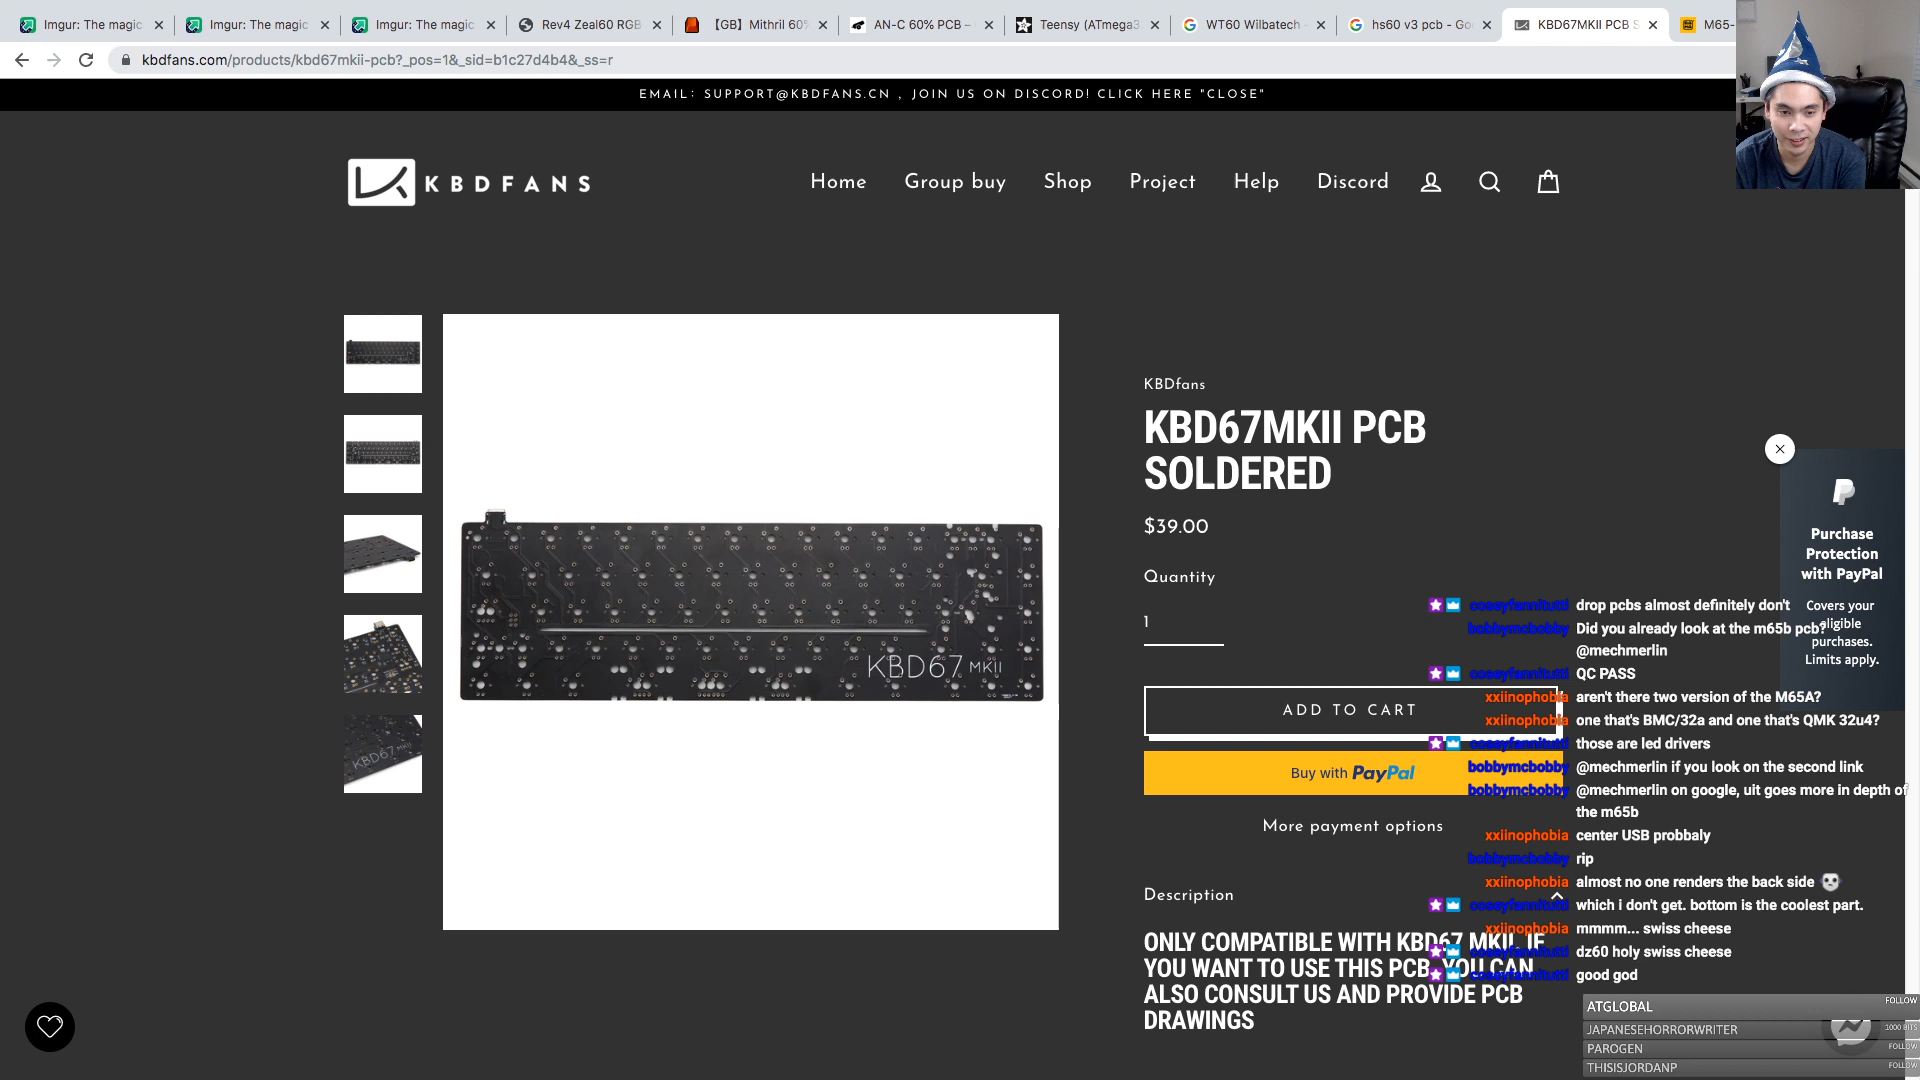 Imgur: The magic
Imgur: The magic
Imgur: The magic
Rev4 Zeal60 RGB
【GB】Mithril 60%
AN-C 60% PCB –
Teensy (ATmega3
WT60 Wilbatech -
hs60 v3 pcb - Go
KBD67MKII PCB S
M65-
kbdfans.com/products/kbd67mkii-pcb?_pos=1&_sid=b1c27d4b4&_ss=r
EMAIL: SUPPORT@KBDFANS.CN , JOIN US ON DISCORD! CLICK HERE "CLOSE"
KBDFANS
Home Group buy Shop Project Help Discord
KBD67 MKII
KBD67 MKII
KBDfans
KBD67MKII PCB
SOLDERED
$39.00
Quantity
1
ADD TO CART
Buy with PayPal
More payment options
Description
ONLY COMPATIBLE WITH KBD67 MKII, IF
YOU WANT TO USE THIS PCB, YOU CAN
ALSO CONSULT US AND PROVIDE PCB
DRAWINGS
Purchase
Protection
with PayPal
Covers your
eligible
purchases.
Limits apply.
drop pcbs almost definitely don't
bobbymcbobby Did you already look at the m65b pcb?
@mechmerlin
QC PASS
xxiinophobia aren't there two version of the M65A?
xxiinophobia one that's BMC/32a and one that's QMK 32u4?
those are led drivers
bobbymcbobby @mechmerlin if you look on the second link
bobbymcbobby @mechmerlin on google, uit goes more in depth of
the m65b
xxiinophobia center USB probbaly
bobbymcbobby rip
xxiinophobia almost no one renders the back side
which i don't get. bottom is the coolest part.
xxiinophobia mmmm... swiss cheese
dz60 holy swiss cheese
good god
ATGLOBAL FOLLOW
JAPANESEHORRORWRITER 1000 BITS
PAROGEN FOLLOW
THISISJORDANP FOLLOW